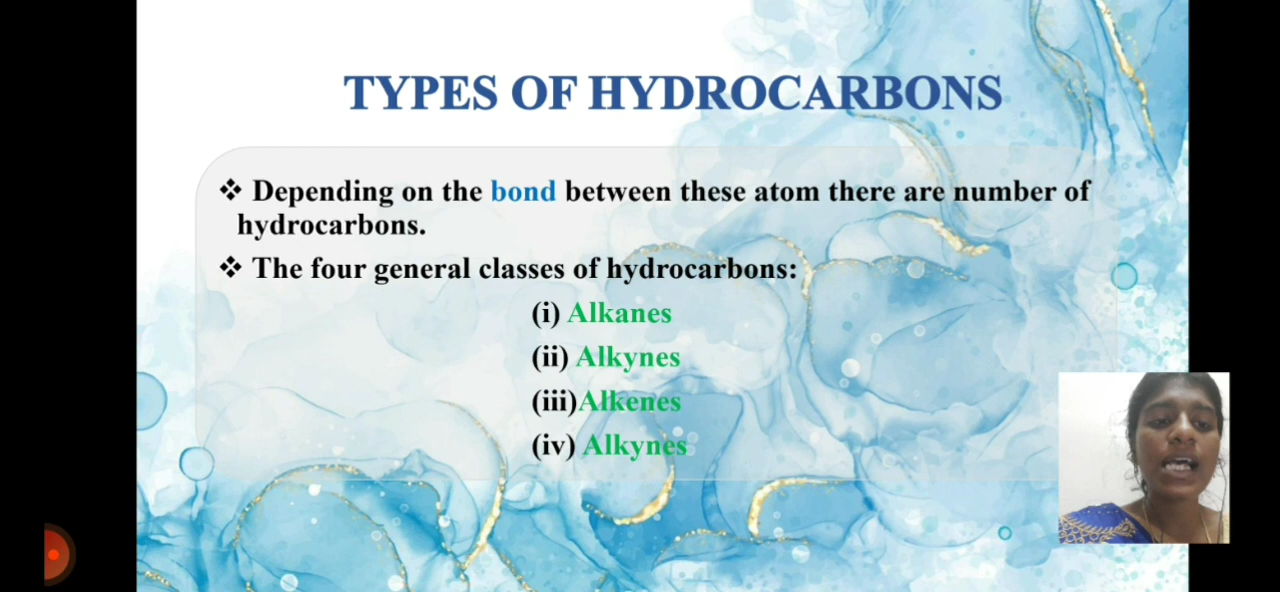 TYPES OF HYDROCARBONS
❖ Depending on the bond between these atom there are number of
hydrocarbons.
❖ The four general classes of hydrocarbons:
(i) Alkanes
(ii) Alkynes
(iii)Alkenes
(iv) Alkynes